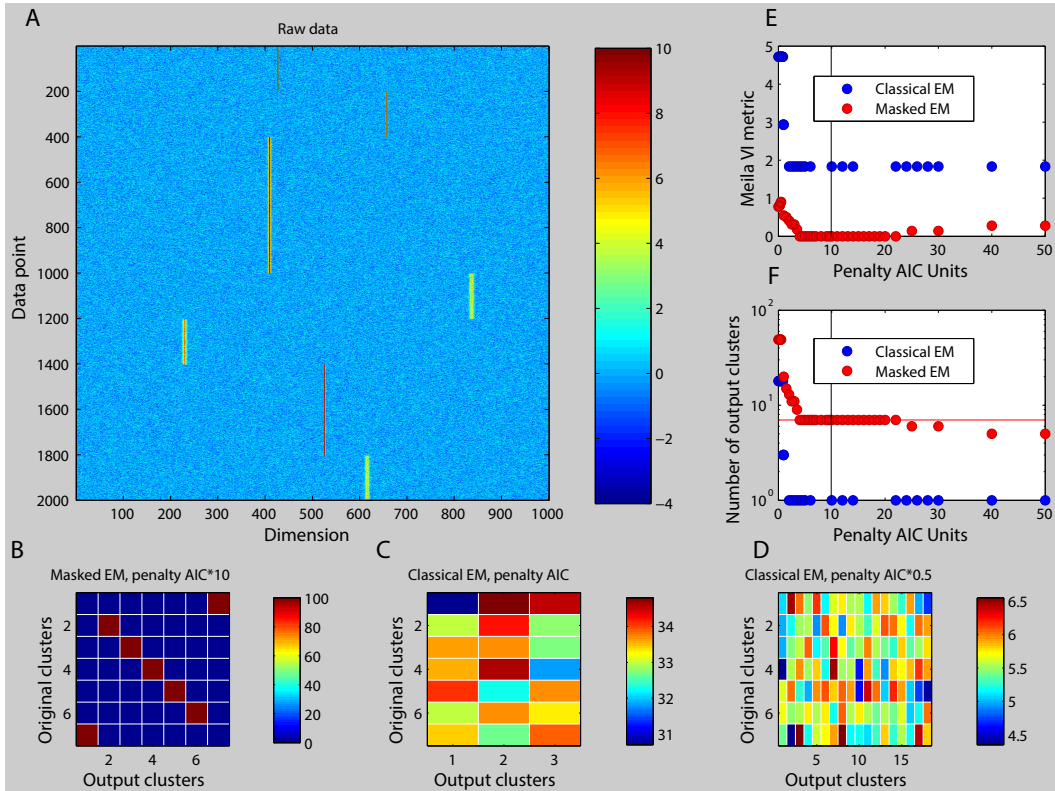 A
Raw data
Data point
200
400
600
800
1000
1200
1400
1600
1800
2000
100 200 300 400 500 600 700 800 900 1000
Dimension
10
8
6
4
2
0
−2
−4
E
Meila VI metric
5
4
3
2
1
0
Classical EM
Masked EM
0 10 20 30 40 50
Penalty AIC Units
F
Number of output clusters
10^2
10^1
10^0
Classical EM
Masked EM
0 10 20 30 40 50
Penalty AIC Units
B
Masked EM, penalty AIC*10
Original clusters
2
4
6
2 4 6
Output clusters
100
80
60
40
20
0
C
Classical EM, penalty AIC
Original clusters
2
4
6
1 2 3
Output clusters
34
33
32
31
D
Classical EM, penalty AIC*0.5
Original clusters
2
4
6
5 10 15
Output clusters
6.5
6
5.5
5
4.5